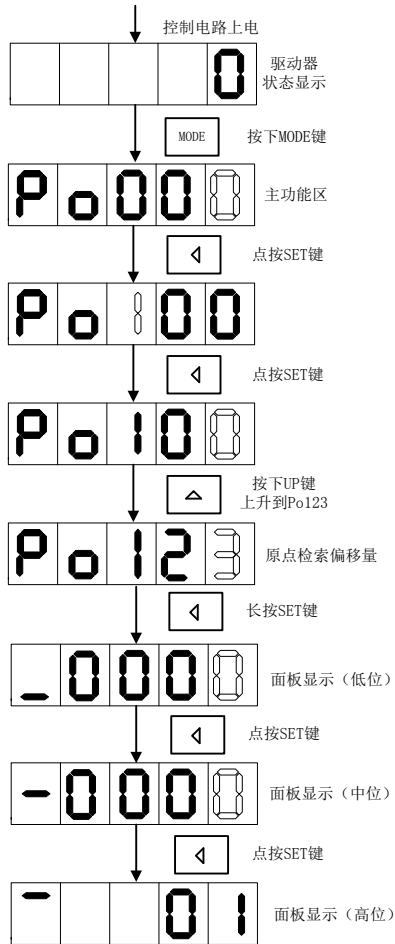 控制电路上电
0
驱动器
状态显示
MODE
按下MODE键
Po000
主功能区
点按SET键
Po100
点按SET键
Po100
按下UP键
上升到Po123
Po123
原点检索偏移量
长按SET键
_0000
面板显示（低位）
点按SET键
-0000
面板显示（中位）
点按SET键
‾ 01
面板显示（高位）